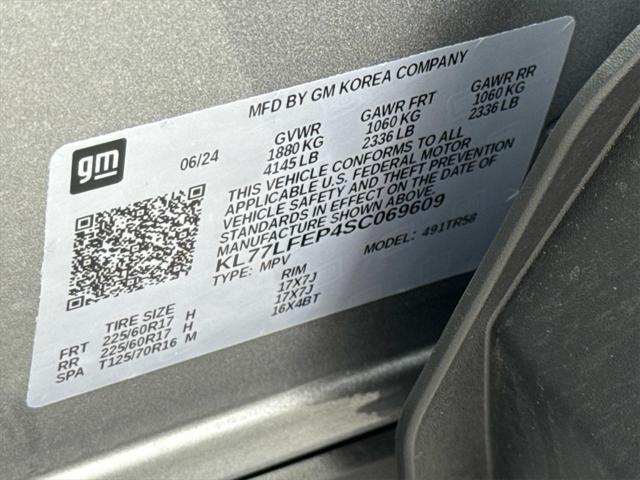 MFD BY GM KOREA COMPANY
gm
06/24
GVWR
1880 KG
4145 LB
GAWR FRT
1060 KG
2336 LB
GAWR RR
1060 KG
2336 LB
THIS VEHICLE CONFORMS TO ALL
APPLICABLE U.S. FEDERAL MOTOR
VEHICLE SAFETY AND THEFT PREVENTION
STANDARDS IN EFFECT ON THE DATE OF
MANUFACTURE SHOWN ABOVE.
KL77LFEP4SC069609
TYPE: MPV
MODEL: 491TR58
TIRE SIZE
RIM
FRT 225/60R17 H 17X7J
RR 225/60R17 H 17X7J
SPA T125/70R16 M 16X4BT